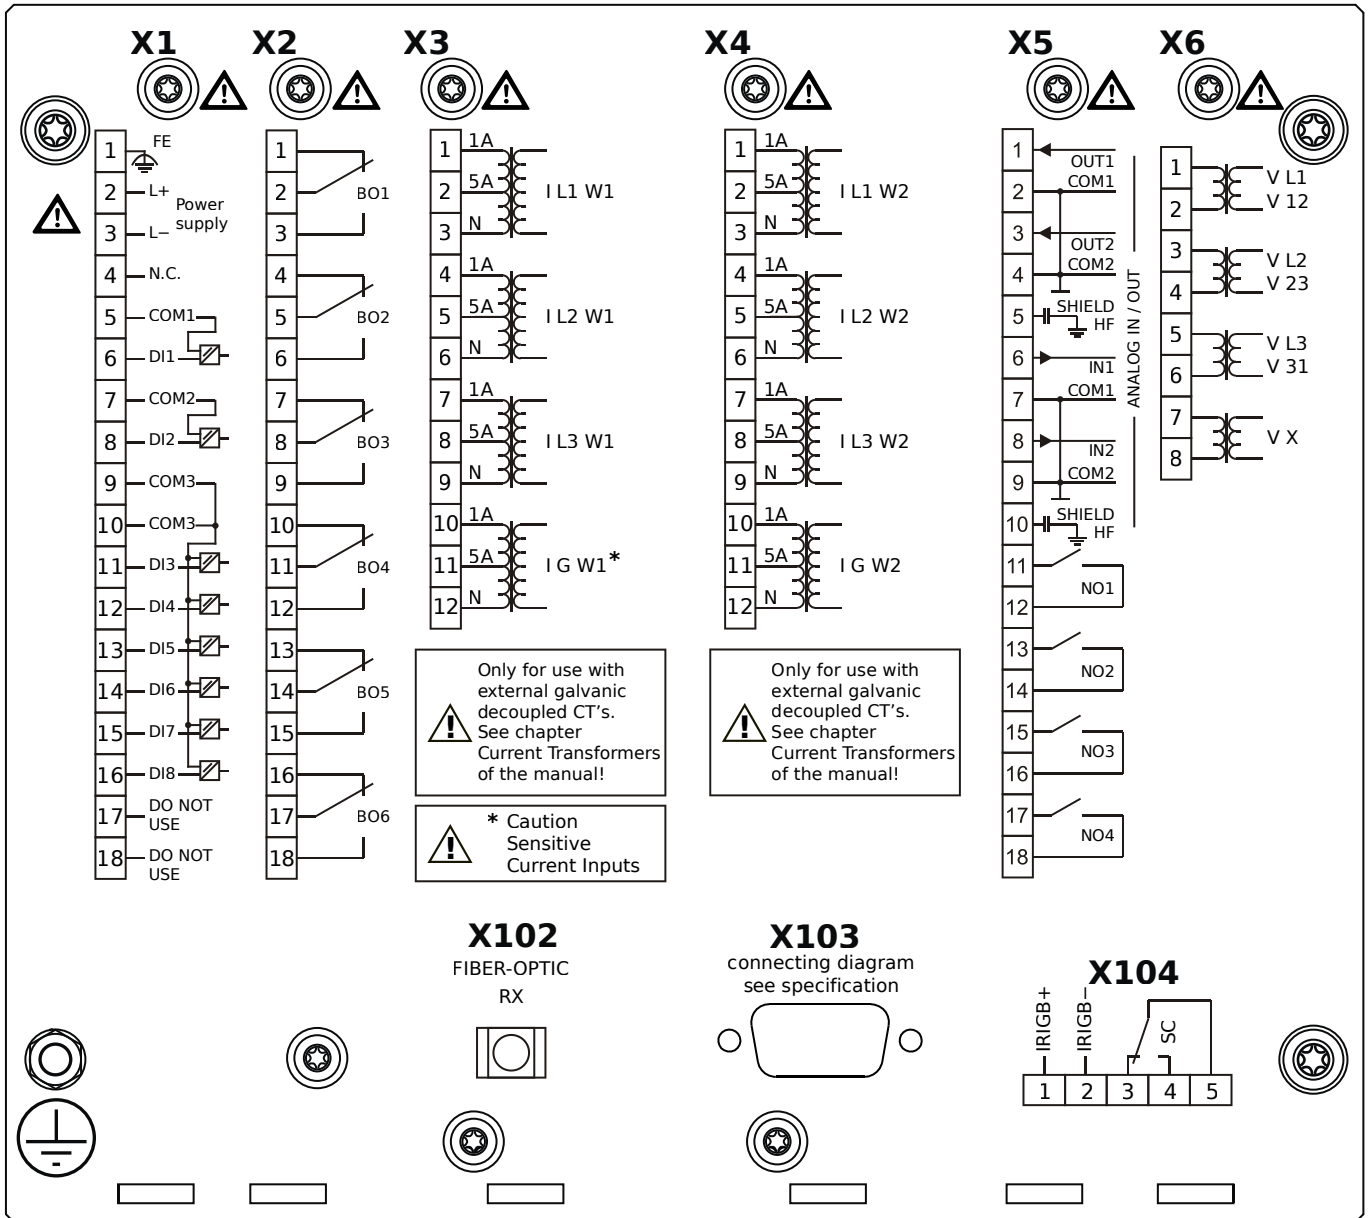 X1
X2
X3
X4
X5
X6
1 FE
2 L+
Power
supply
3 L−
4 N.C.
5 COM1
6 DI1
7 COM2
8 DI2
9 COM3
10 COM3
11 DI3
12 DI4
13 DI5
14 DI6
15 DI7
16 DI8
17 DO NOT
USE
18 DO NOT
USE
1
2 BO1
3
4
5 BO2
6
7
8 BO3
9
10
11 BO4
12
13
14 BO5
15
16
17 BO6
18
1 1A
2 5A I L1 W1
3 N
4 1A
5 5A I L2 W1
6 N
7 1A
8 5A I L3 W1
9 N
10 1A
11 5A I G W1*
12 N
Only for use with
external galvanic
decoupled CT's.
See chapter
Current Transformers
of the manual!
* Caution
Sensitive
Current Inputs
1 1A
2 5A I L1 W2
3 N
4 1A
5 5A I L2 W2
6 N
7 1A
8 5A I L3 W2
9 N
10 1A
11 5A I G W2
12 N
Only for use with
external galvanic
decoupled CT's.
See chapter
Current Transformers
of the manual!
1
OUT1
2 COM1
3
OUT2
4 COM2
5 SHIELD
HF
6
IN1
7 COM1
8
IN2
9 COM2
10 SHIELD
HF
ANALOG IN / OUT
11
NO1
12
13
NO2
14
15
NO3
16
17
NO4
18
1 V L1
2 V 12
3 V L2
4 V 23
5 V L3
6 V 31
7
V X
8
X102
FIBER-OPTIC
RX
X103
connecting diagram
see specification
X104
IRIGB+
IRIGB−
SC
1 2 3 4 5